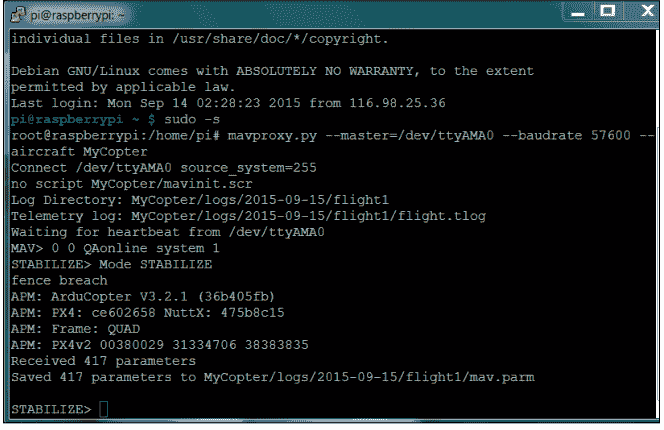 pi@raspberrypi: ~
individual files in /usr/share/doc/*/copyright.
Debian GNU/Linux comes with ABSOLUTELY NO WARRANTY, to the extent
permitted by applicable law.
Last login: Mon Sep 14 02:28:23 2015 from 116.98.25.36
pi@raspberrypi ~ $ sudo -s
root@raspberrypi:/home/pi# mavproxy.py --master=/dev/ttyAMA0 --baudrate 57600 --
aircraft MyCopter
Connect /dev/ttyAMA0 source_system=255
no script MyCopter/mavinit.scr
Log Directory: MyCopter/logs/2015-09-15/flight1
Telemetry log: MyCopter/logs/2015-09-15/flight1/flight.tlog
Waiting for heartbeat from /dev/ttyAMA0
MAV> 0 0 QAonline system 1
STABILIZE> Mode STABILIZE
fence breach
APM: ArduCopter V3.2.1 (36b405fb)
APM: PX4: ce602658 NuttX: 475b8c15
APM: Frame: QUAD
APM: PX4v2 00380029 31334706 38383835
Received 417 parameters
Saved 417 parameters to MyCopter/logs/2015-09-15/flight1/mav.parm
STABILIZE>